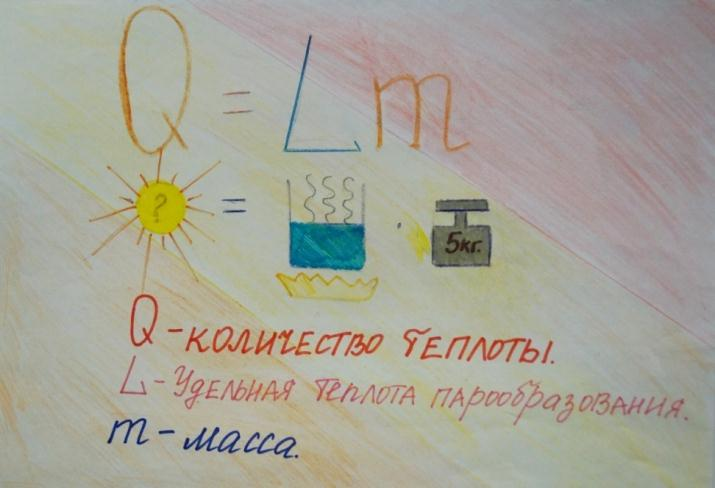 Q = Lm
? = · 5кг.
Q - количество теплоты.
L - Удельная теплота парообразования.
m - масса.